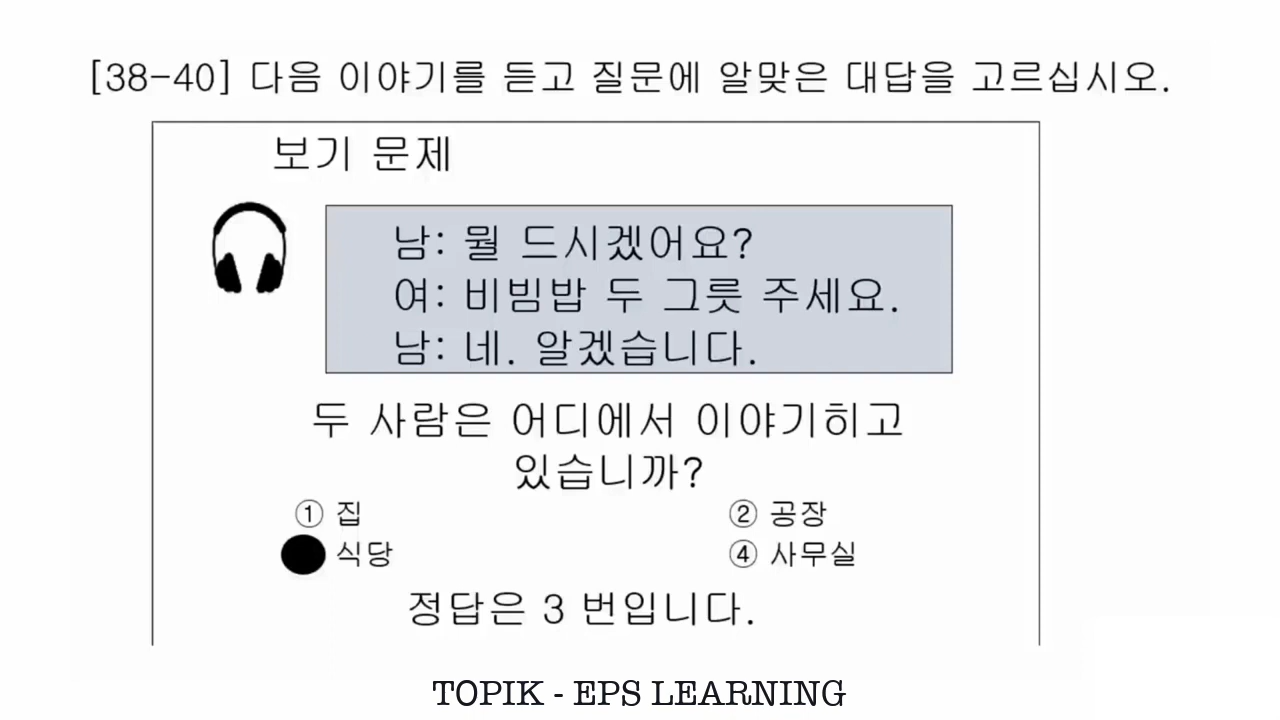 [38-40] 다음 이야기를 듣고 질문에 알맞은 대답을 고르십시오.
보기 문제
남: 뭘 드시겠어요?
여: 비빔밥 두 그릇 주세요.
남: 네. 알겠습니다.
두 사람은 어디에서 이야기히고
있습니까?
① 집 ② 공장
식당 ④ 사무실
정답은 3 번입니다.
TOPIK - EPS LEARNING